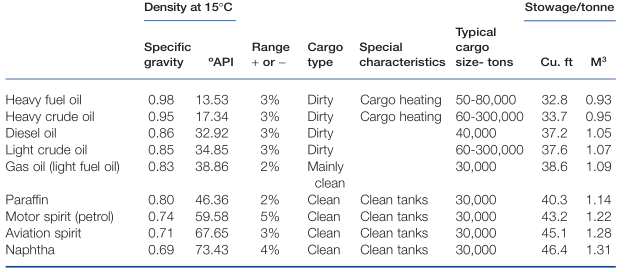 Density at 15°C Stowage/tonne
Typical
Specific Range Cargo Special cargo
gravity ºAPI + or − type characteristics size- tons Cu. ft M³
Heavy fuel oil 0.98 13.53 3% Dirty Cargo heating 50-80,000 32.8 0.93
Heavy crude oil 0.95 17.34 3% Dirty Cargo heating 60-300,000 33.7 0.95
Diesel oil 0.86 32.92 3% Dirty 40,000 37.2 1.05
Light crude oil 0.85 34.85 3% Dirty 60-300,000 37.6 1.07
Gas oil (light fuel oil) 0.83 38.86 2% Mainly 30,000 38.6 1.09
clean
Paraffin 0.80 46.36 2% Clean Clean tanks 30,000 40.3 1.14
Motor spirit (petrol) 0.74 59.58 5% Clean Clean tanks 30,000 43.2 1.22
Aviation spirit 0.71 67.65 3% Clean Clean tanks 30,000 45.1 1.28
Naphtha 0.69 73.43 4% Clean Clean tanks 30,000 46.4 1.31